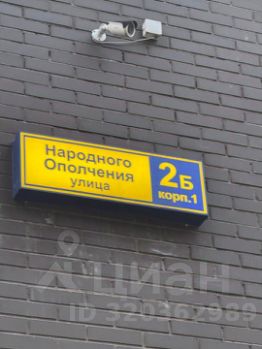 Народного
Ополчения
улица
2Б
корп.1
циан
ID 320362989